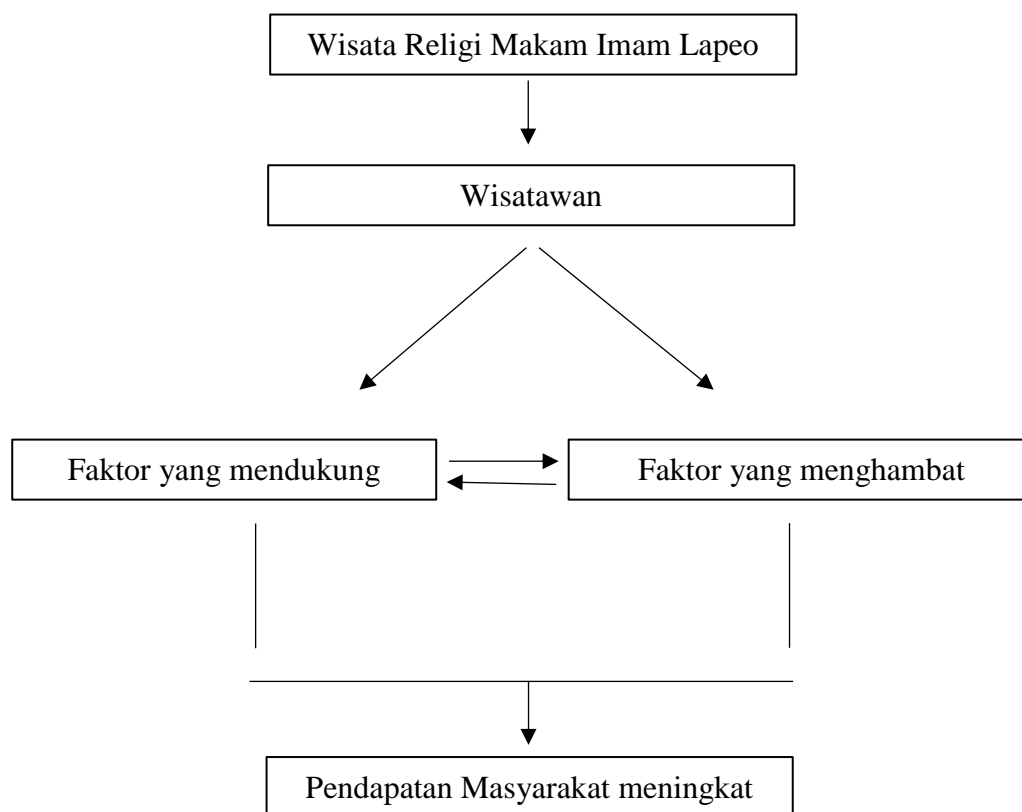 Wisata Religi Makam Imam Lapeo
Wisatawan
Faktor yang mendukung
Faktor yang menghambat
Pendapatan Masyarakat meningkat